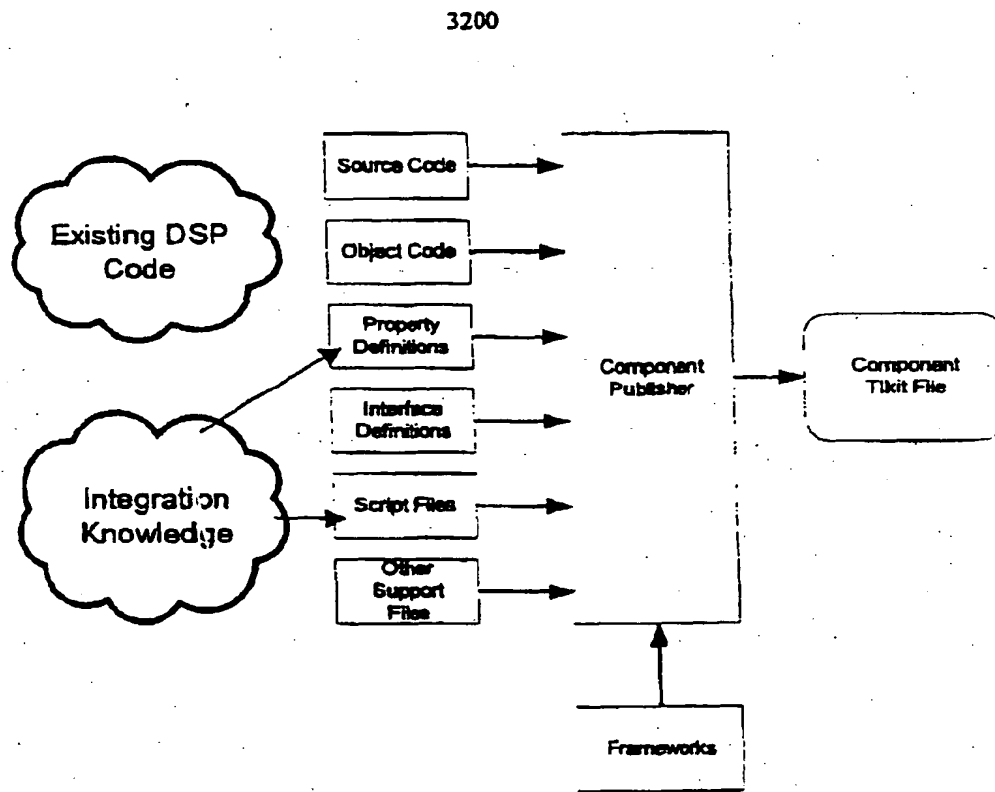 3200
Existing DSP
Code
Integration
Knowledge
Source Code
Object Code
Property
Definitions
Interface
Definitions
Script Files
Other
Support
Files
Component
Publisher
Component
Tlkit File
Frameworks